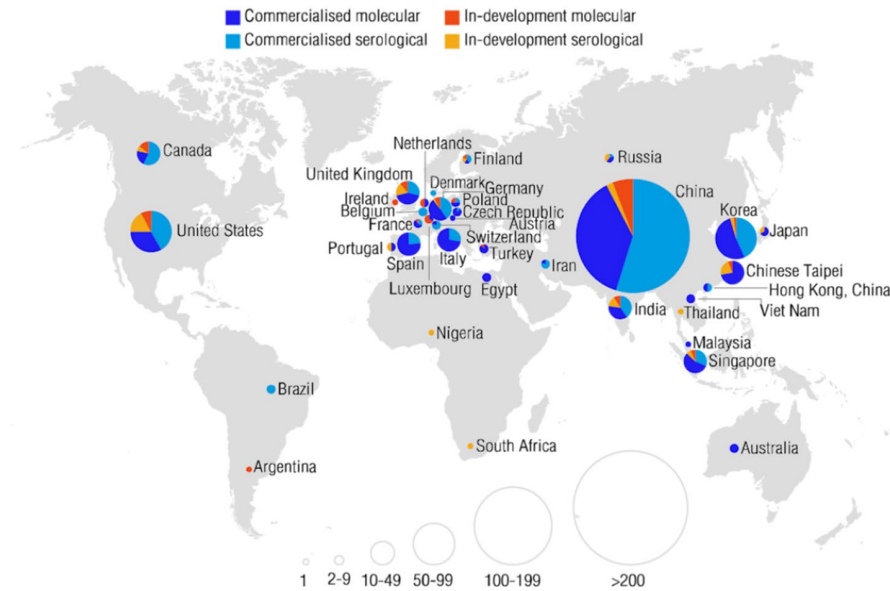 Commercialised molecular
In-development molecular
Commercialised serological
In-development serological
Canada
United States
Netherlands
Finland
Russia
United Kingdom
Denmark
Germany
Ireland
Poland
Belgium
Czech Republic
France
Austria
Switzerland
Portugal
Turkey
Spain
Italy
Luxembourg
Egypt
Iran
China
Korea
Japan
Chinese Taipei
Hong Kong, China
India
Thailand
Viet Nam
Nigeria
Malaysia
Singapore
Brazil
South Africa
Australia
Argentina
1
2-9
10-49
50-99
100-199
>200